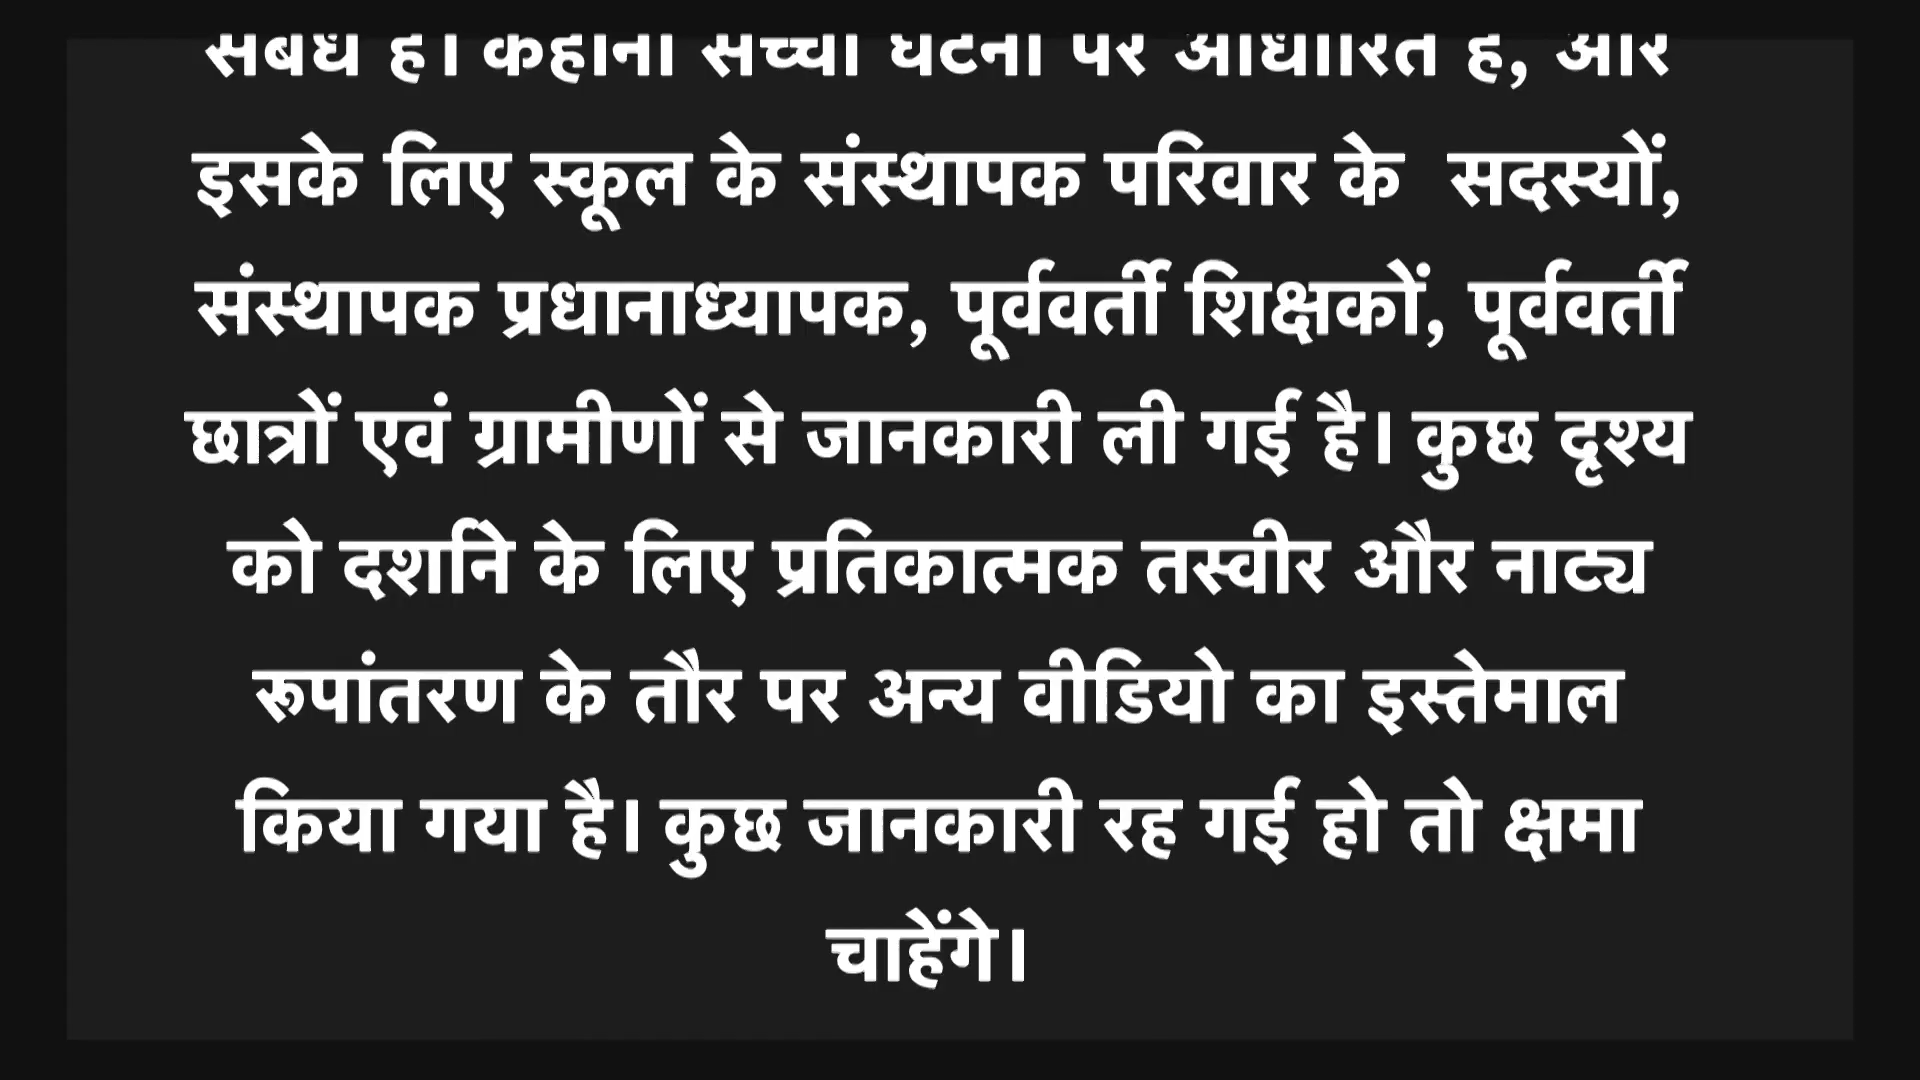 संबंध है। कहानी सच्ची घटना पर आधारित है, और
इसके लिए स्कूल के संस्थापक परिवार के सदस्यों,
संस्थापक प्रधानाध्यापक, पूर्ववर्ती शिक्षकों, पूर्ववर्ती
छात्रों एवं ग्रामीणों से जानकारी ली गई है। कुछ दृश्य
को दर्शाने के लिए प्रतिकात्मक तस्वीर और नाट्य
रूपांतरण के तौर पर अन्य वीडियो का इस्तेमाल
किया गया है। कुछ जानकारी रह गई हो तो क्षमा
चाहेंगे।